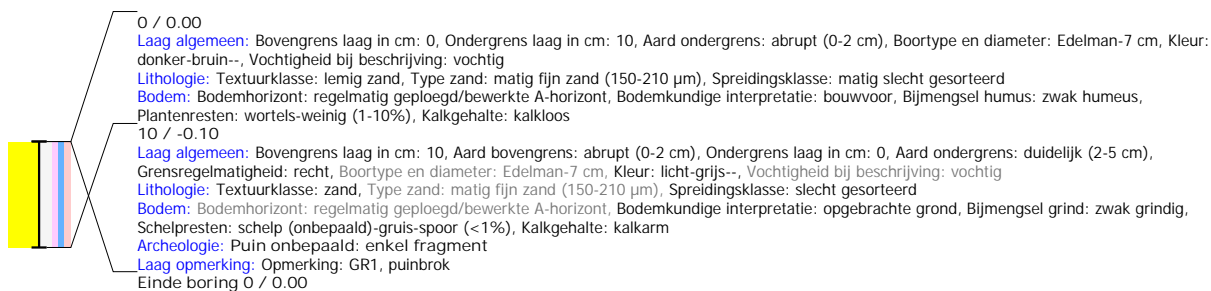 0 / 0.00
Laag algemeen: Bovengrens laag in cm: 0, Ondergrens laag in cm: 10, Aard ondergrens: abrupt (0-2 cm), Boortype en diameter: Edelman-7 cm, Kleur:
donker-bruin--, Vochtigheid bij beschrijving: vochtig
Lithologie: Textuurklasse: lemig zand, Type zand: matig fijn zand (150-210 µm), Spreidingsklasse: matig slecht gesorteerd
Bodem: Bodemhorizont: regelmatig geploegd/bewerkte A-horizont, Bodemkundige interpretatie: bouwvoor, Bijmengsel humus: zwak humeus,
Plantenresten: wortels-weinig (1-10%), Kalkgehalte: kalkloos
10 / -0.10
Laag algemeen: Bovengrens laag in cm: 10, Aard bovengrens: abrupt (0-2 cm), Ondergrens laag in cm: 0, Aard ondergrens: duidelijk (2-5 cm),
Grensregelmatigheid: recht, Boortype en diameter: Edelman-7 cm, Kleur: licht-grijs--, Vochtigheid bij beschrijving: vochtig
Lithologie: Textuurklasse: zand, Type zand: matig fijn zand (150-210 µm), Spreidingsklasse: slecht gesorteerd
Bodem: Bodemhorizont: regelmatig geploegd/bewerkte A-horizont, Bodemkundige interpretatie: opgebrachte grond, Bijmengsel grind: zwak grindig,
Schelpresten: schelp (onbepaald)-gruis-spoor (<1%), Kalkgehalte: kalkarm
Archeologie: Puin onbepaald: enkel fragment
Laag opmerking: Opmerking: GR1, puinbrok
Einde boring 0 / 0.00